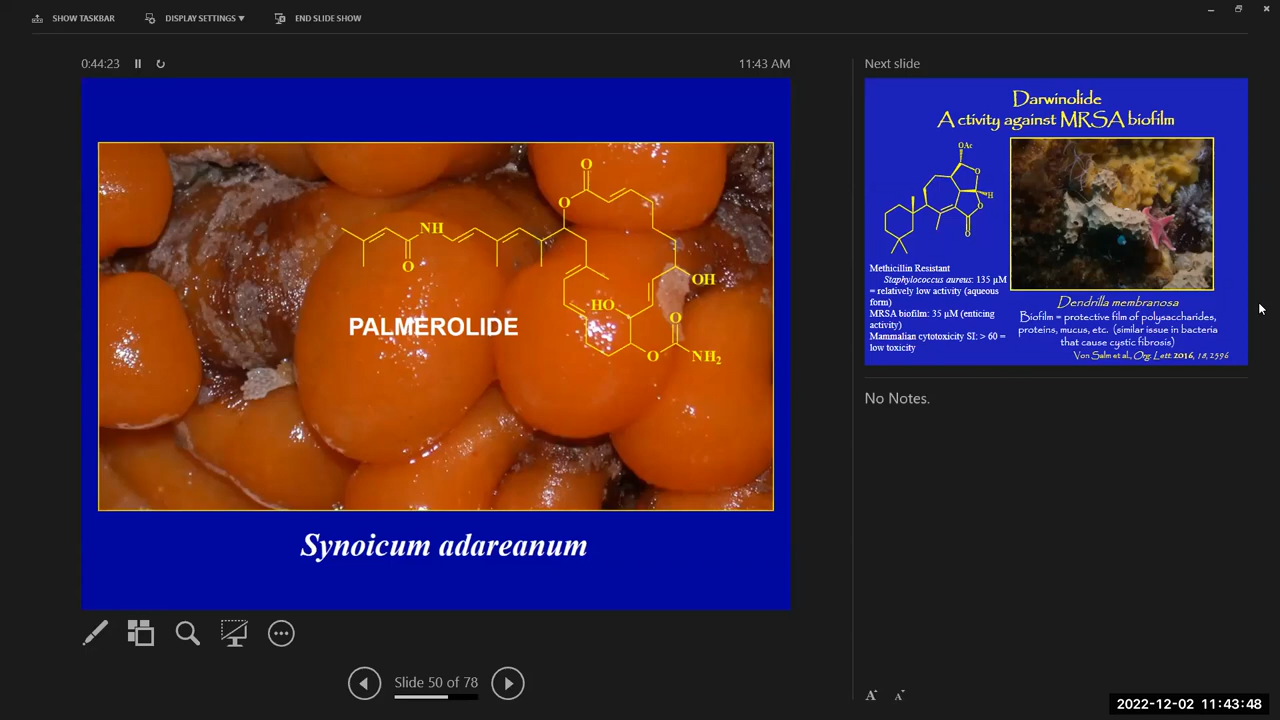 SHOW TASKBAR
DISPLAY SETTINGS ▼
END SLIDE SHOW
0:44:23
11:43 AM
O
O
NH
O
OH
HO
O
O
NH2
PALMEROLIDE
Synoicum adareanum
Slide 50 of 78
Next slide
Darwinolide
Activity against MRSA biofilm
OAc
O
H
O
O
Methicillin Resistant
Staphylococcus aureus: 135 µM
= relatively low activity (aqueous
form)
MRSA biofilm: 35 µM (enticing
activity)
Mammalian cytotoxicity SI: > 60 =
low toxicity
Dendrilla membranosa
Biofilm = protective film of polysaccharides,
proteins, mucus, etc. (similar issue in bacteria
that cause cystic fibrosis)
Von Salm et al., Org. Lett. 2016, 18, 2596
No Notes.
A A
2022-12-02 11:43:48